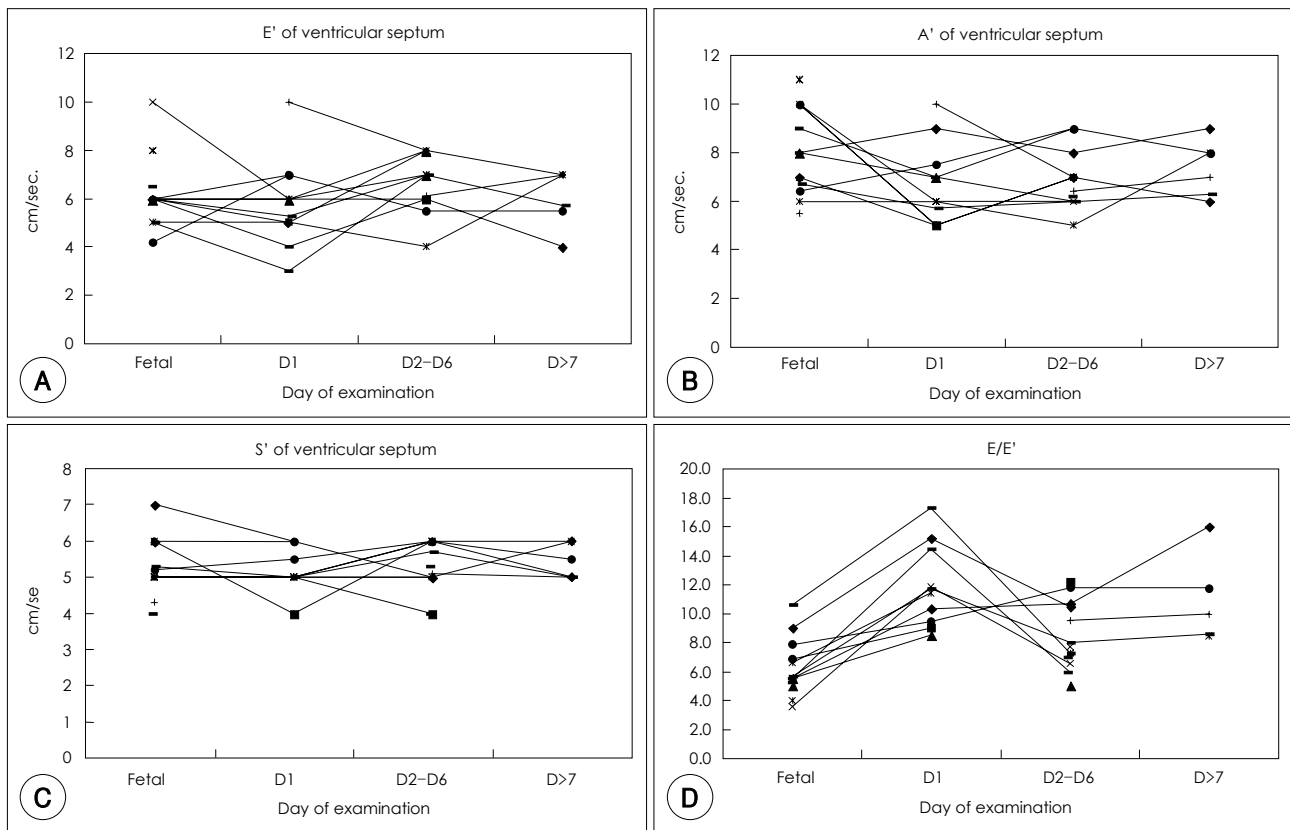 E’ of ventricular septum
12
10
8
6
4
2
0
cm/sec.
Fetal D1 D2−D6 D>7
Day of examination
A
A’ of ventricular septum
12
10
8
6
4
2
0
cm/sec.
Fetal D1 D2−D6 D>7
Day of examination
B
S’ of ventricular septum
8
7
6
5
4
3
2
1
0
cm/se
Fetal D1 D2−D6 D>7
Day of examination
C
E/E’
20.0
18.0
16.0
14.0
12.0
10.0
8.0
6.0
4.0
2.0
0.0
Fetal D1 D2−D6 D>7
Day of examination
D